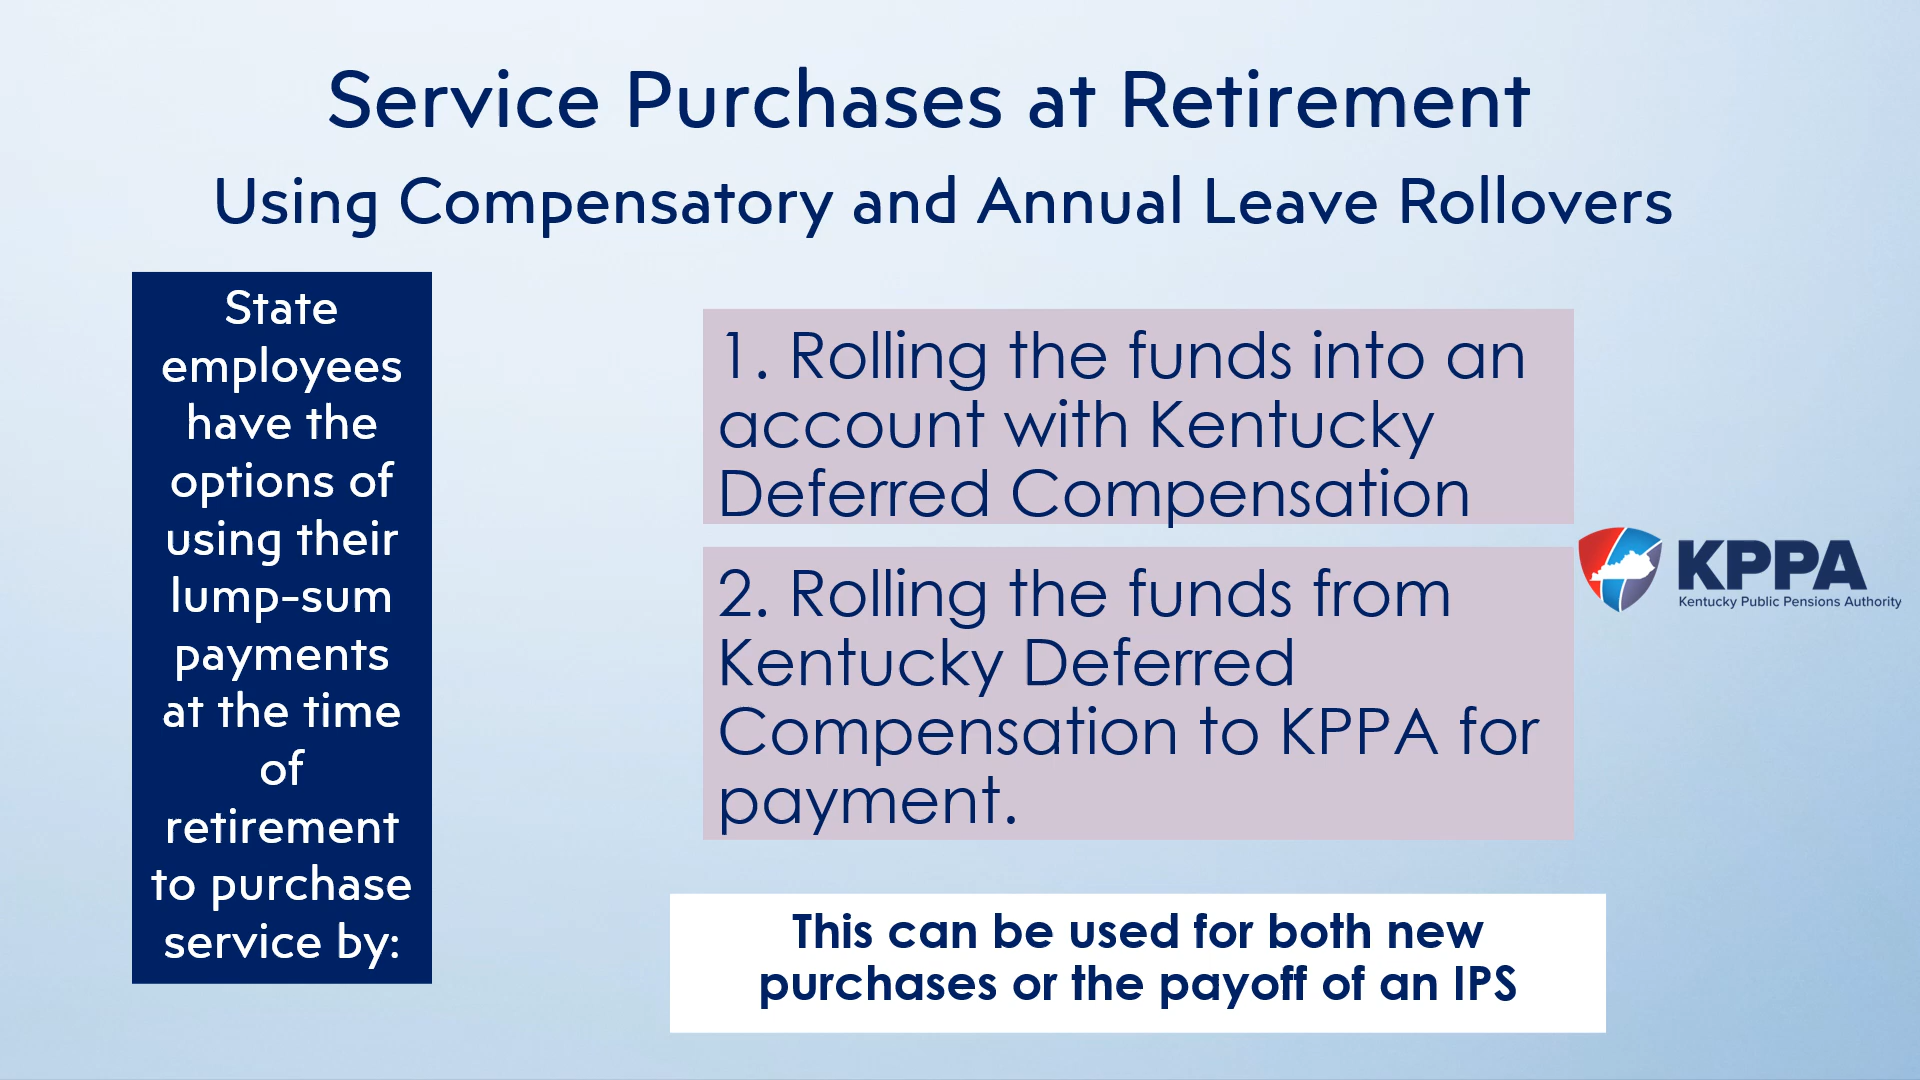 Service Purchases at Retirement
Using Compensatory and Annual Leave Rollovers
State
employees
have the
options of
using their
lump-sum
payments
at the time
of
retirement
to purchase
service by:
1. Rolling the funds into an
account with Kentucky
Deferred Compensation
2. Rolling the funds from
Kentucky Deferred
Compensation to KPPA for
payment.
KPPA
Kentucky Public Pensions Authority
This can be used for both new
purchases or the payoff of an IPS